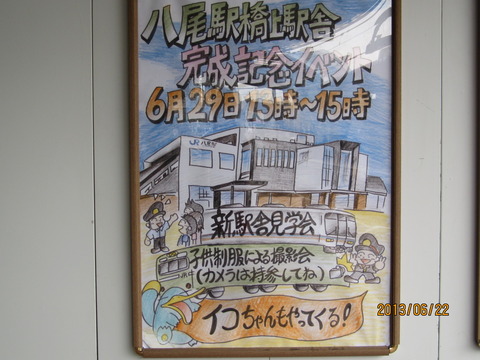 八尾駅橋上駅舎
完成記念イベント
6月29日13時~15時
JR八尾駅
新駅舎見学会
子供制服による撮影会
(カメラは持参してね)
イコちゃんもやってくる!
2013/06/22